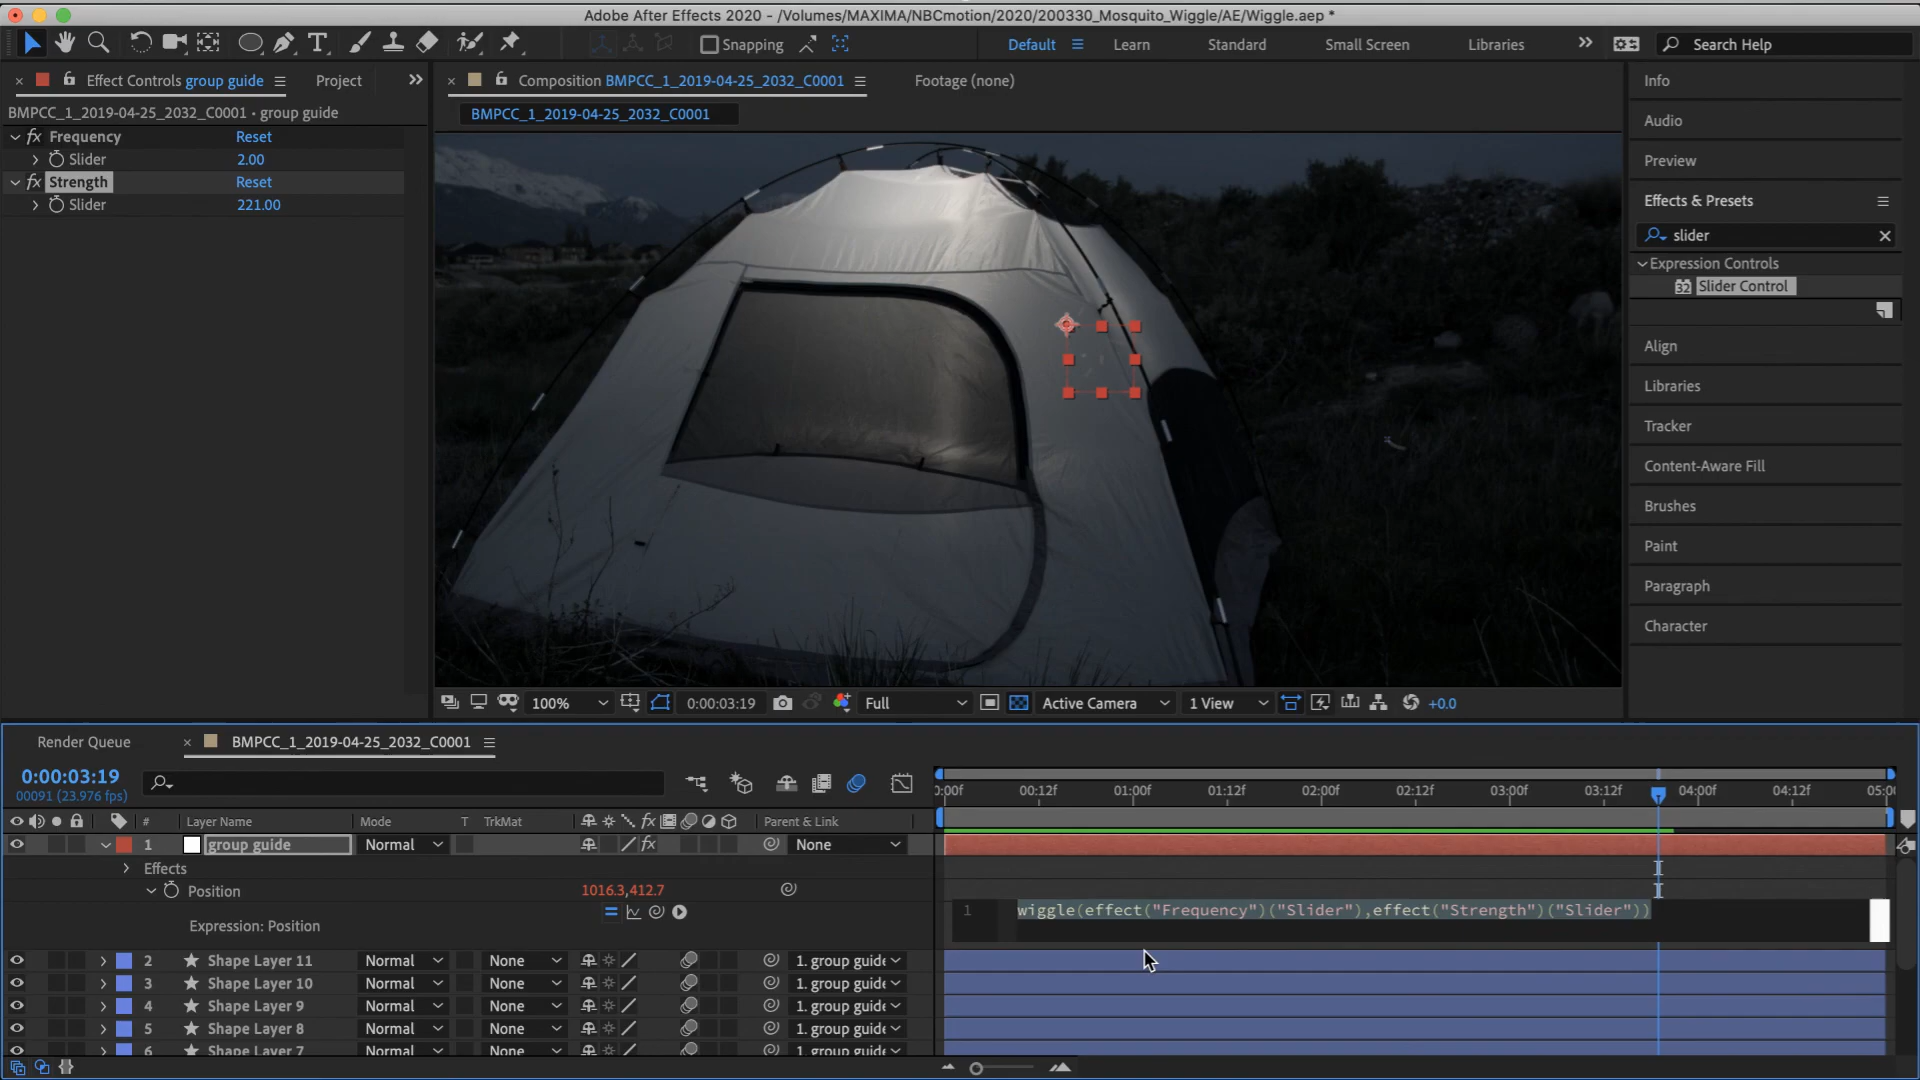 Adobe After Effects 2020 - /Volumes/MAXIMA/NBCmotion/2020/200330_Mosquito_Wiggle/AE/Wiggle.aep *
Snapping
Default
Learn
Standard
Small Screen
Libraries
Search Help
Effect Controls group guide
Project
Composition BMPCC_1_2019-04-25_2032_C0001
Footage (none)
Info
BMPCC_1_2019-04-25_2032_C0001 • group guide
BMPCC_1_2019-04-25_2032_C0001
Audio
fx Frequency Reset
Slider 2.00
fx Strength Reset
Slider 221.00
Preview
Effects & Presets
slider
Expression Controls
32 Slider Control
Align
Libraries
Tracker
Content-Aware Fill
Brushes
Paint
Paragraph
Character
100%
0:00:03:19
Full
Active Camera
1 View
+0.0
Render Queue
BMPCC_1_2019-04-25_2032_C0001
0:00:03:19
00091 (23.976 fps)
0:00f 00:12f 01:00f 01:12f 02:00f 02:12f 03:00f 03:12f 04:00f 04:12f 05:00
# Layer Name Mode T TrkMat fx Parent & Link
1 group guide Normal fx None
Effects
Position 1016.3,412.7
Expression: Position
1 wiggle(effect("Frequency")("Slider"),effect("Strength")("Slider"))
2 Shape Layer 11 Normal None 1. group guide
3 Shape Layer 10 Normal None 1. group guide
4 Shape Layer 9 Normal None 1. group guide
5 Shape Layer 8 Normal None 1. group guide
6 Shape Layer 7 Normal None 1. group guide